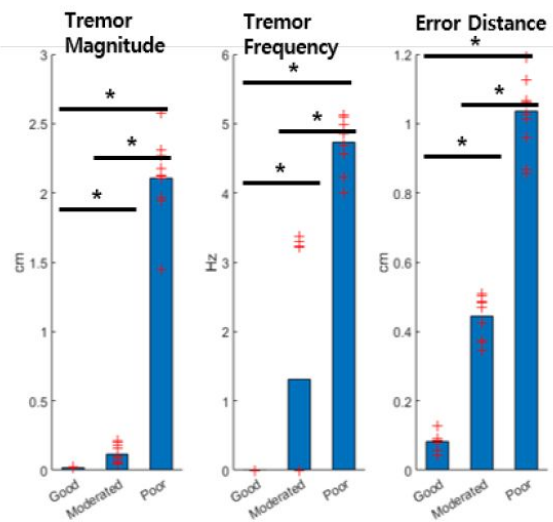 Tremor
Magnitude
3
2.5
2
1.5
1
0.5
0
cm
*
*
*
Good
Moderated
Poor
Tremor
Frequency
6
5
4
3
2
1
0
Hz
*
*
*
Good
Moderated
Poor
Error Distance
1.2
1
0.8
0.6
0.4
0.2
0
cm
*
*
*
Good
Moderated
Poor